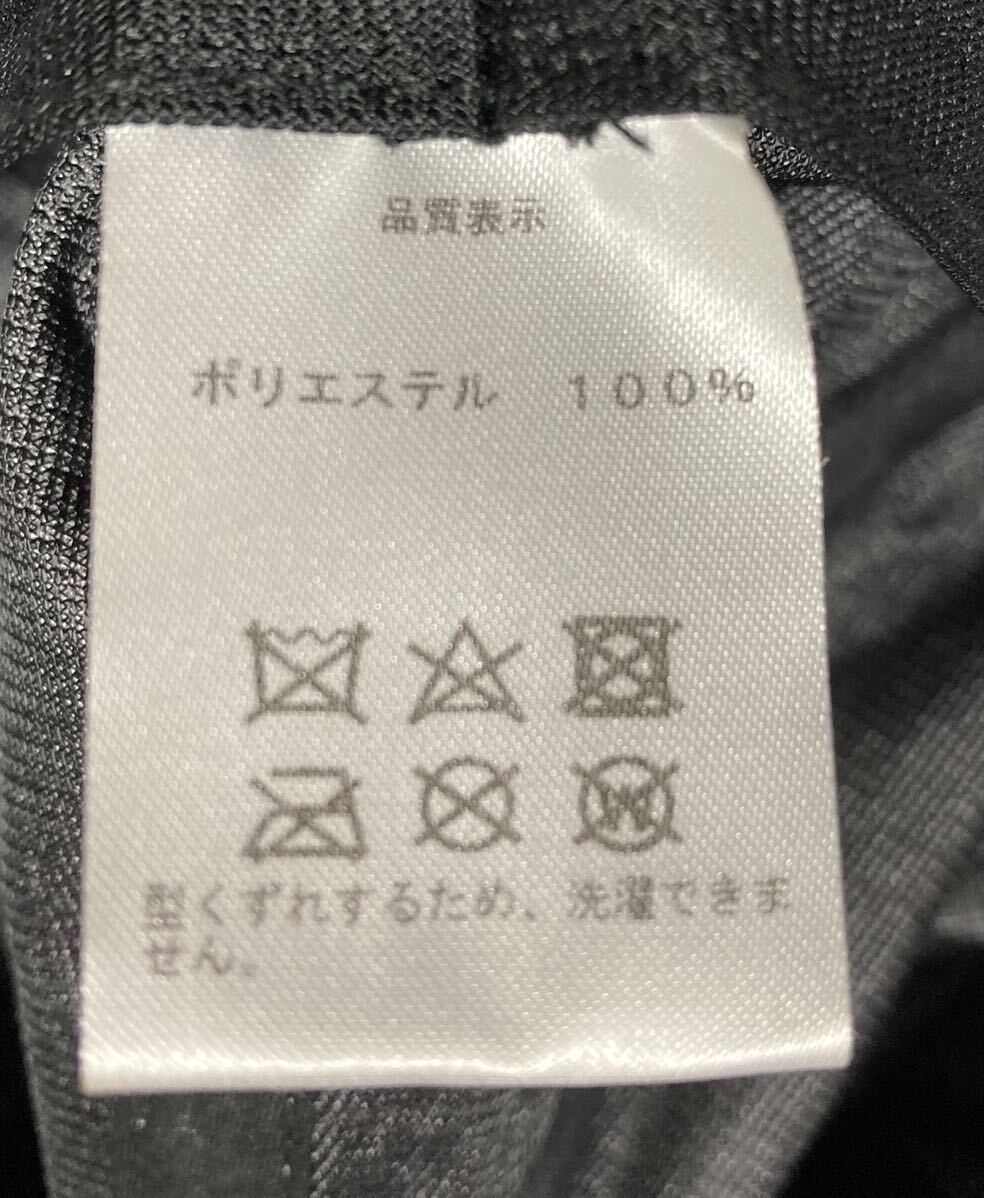 品質表示
ポリエステル　１００％
型くずれするため、洗濯できま
せん。